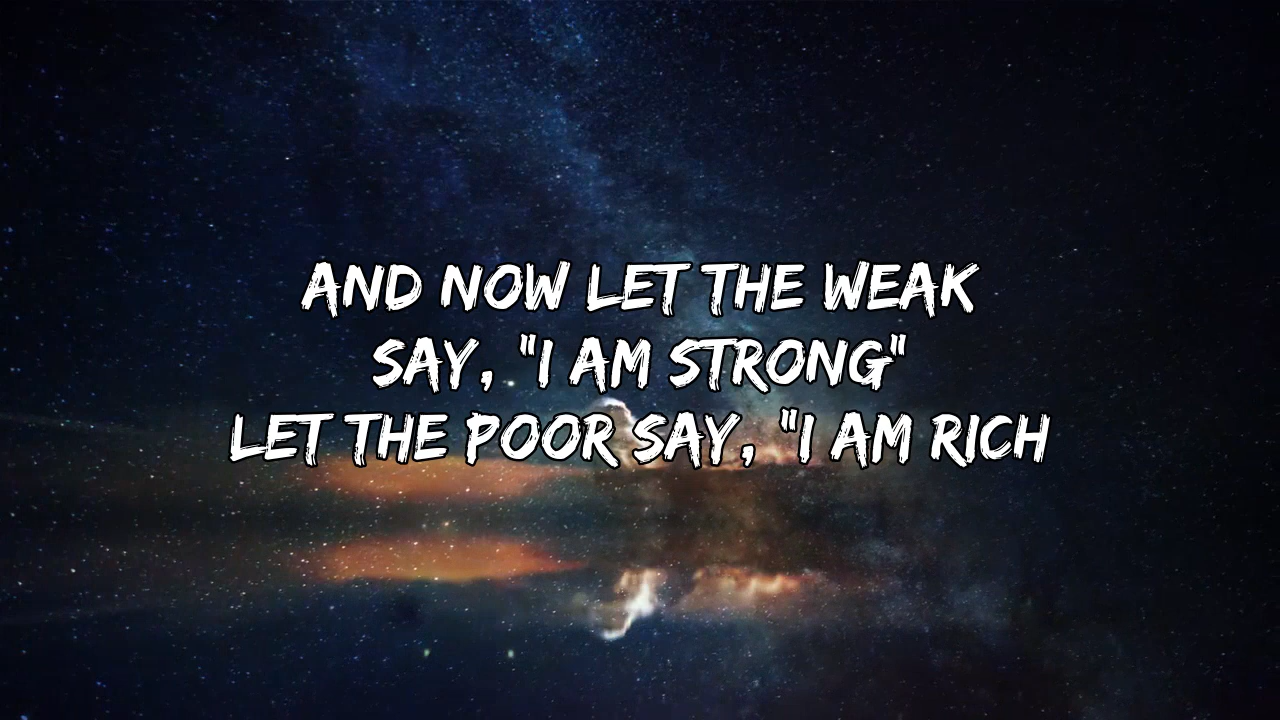 AND NOW LET THE WEAK
SAY, "I AM STRONG"
LET THE POOR SAY, "I AM RICH